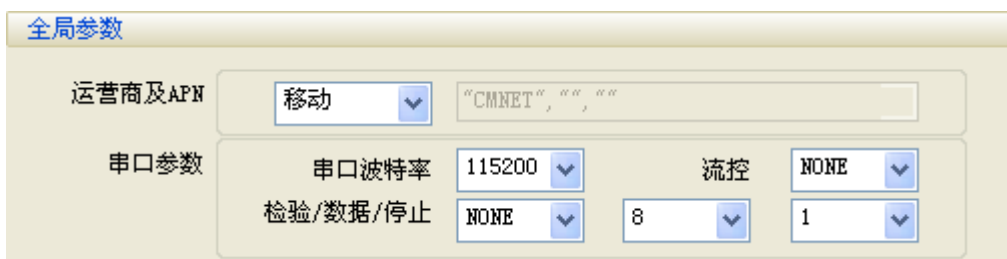 全局参数
运营商及APN 移动 "CMNET","",""
串口参数 串口波特率 115200 流控 NONE
检验/数据/停止 NONE 8 1